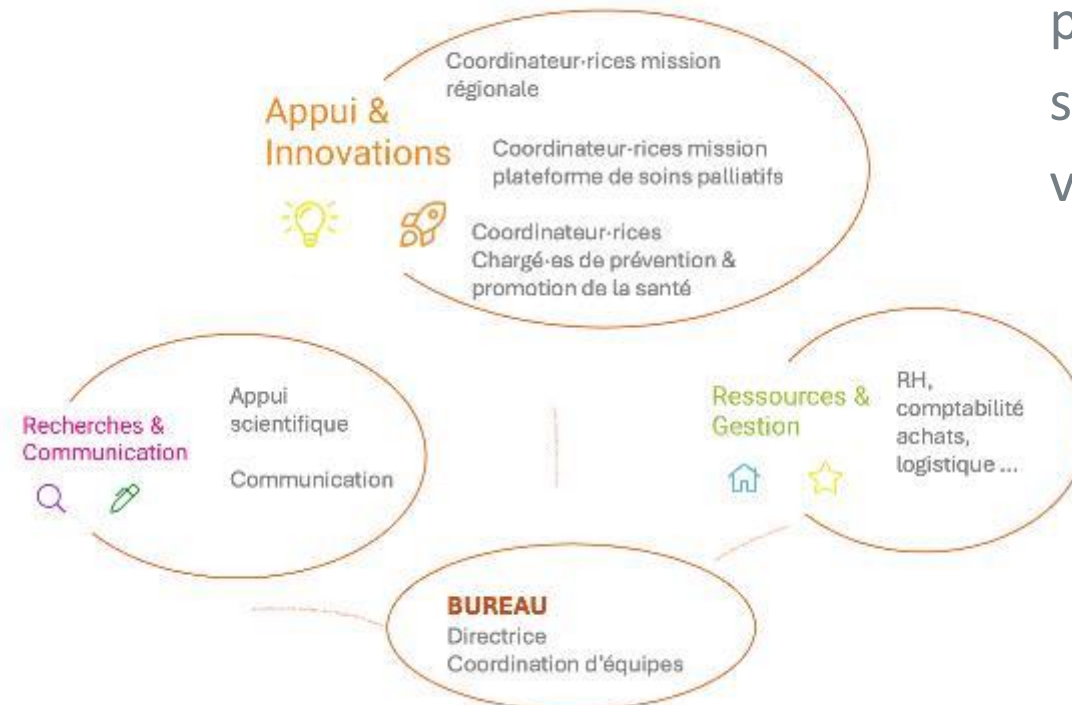 Coordinateur·rices mission
régionale
Appui &
Innovations
Coordinateur-rices mission
plateforme de soins palliatifs
Coordinateur·rices
Chargé·es de prévention &
promotion de la santé
Recherches &
Communication
Appui
scientifique
Communication
Ressources &
Gestion
RH,
comptabilité
achats,
logistique ...
BUREAU
Directrice
Coordination d'équipes